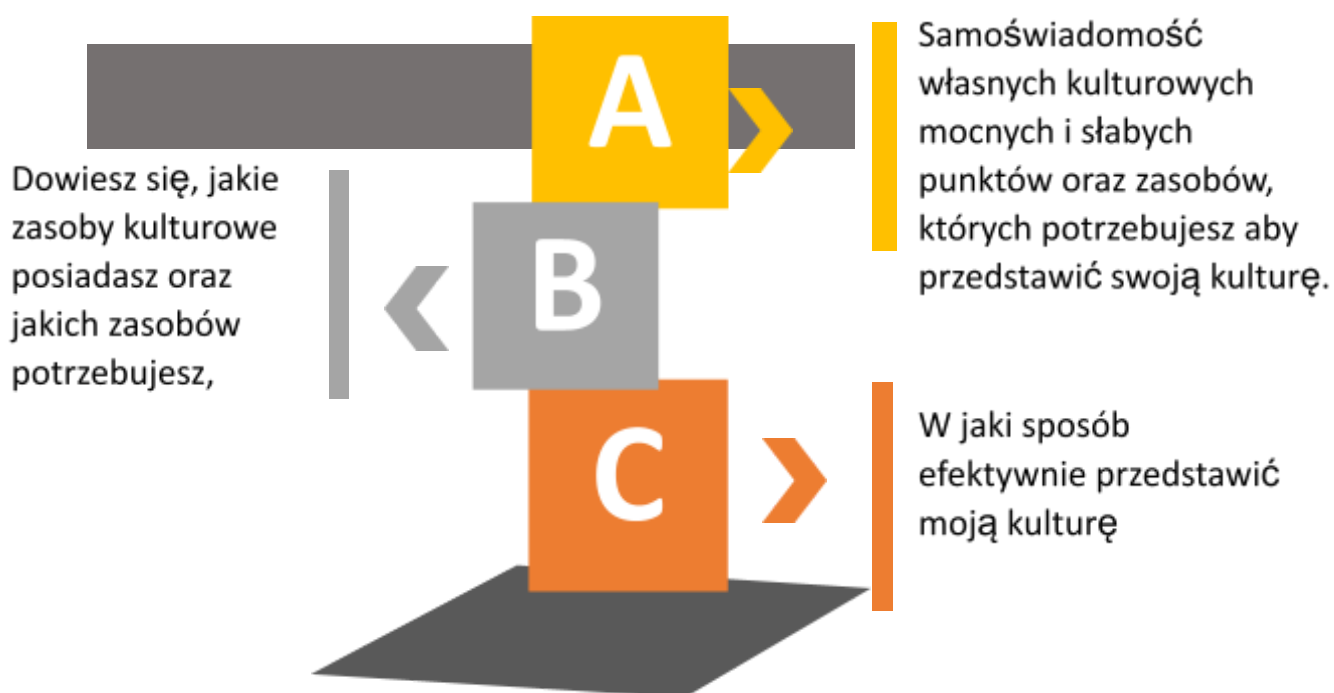 A
Samoświadomość
własnych kulturowych
mocnych i słabych
punktów oraz zasobów,
których potrzebujesz aby
przedstawić swoją kulturę.
B
Dowiesz się, jakie
zasoby kulturowe
posiadasz oraz
jakich zasobów
potrzebujesz,
C
W jaki sposób
efektywnie przedstawić
moją kulturę